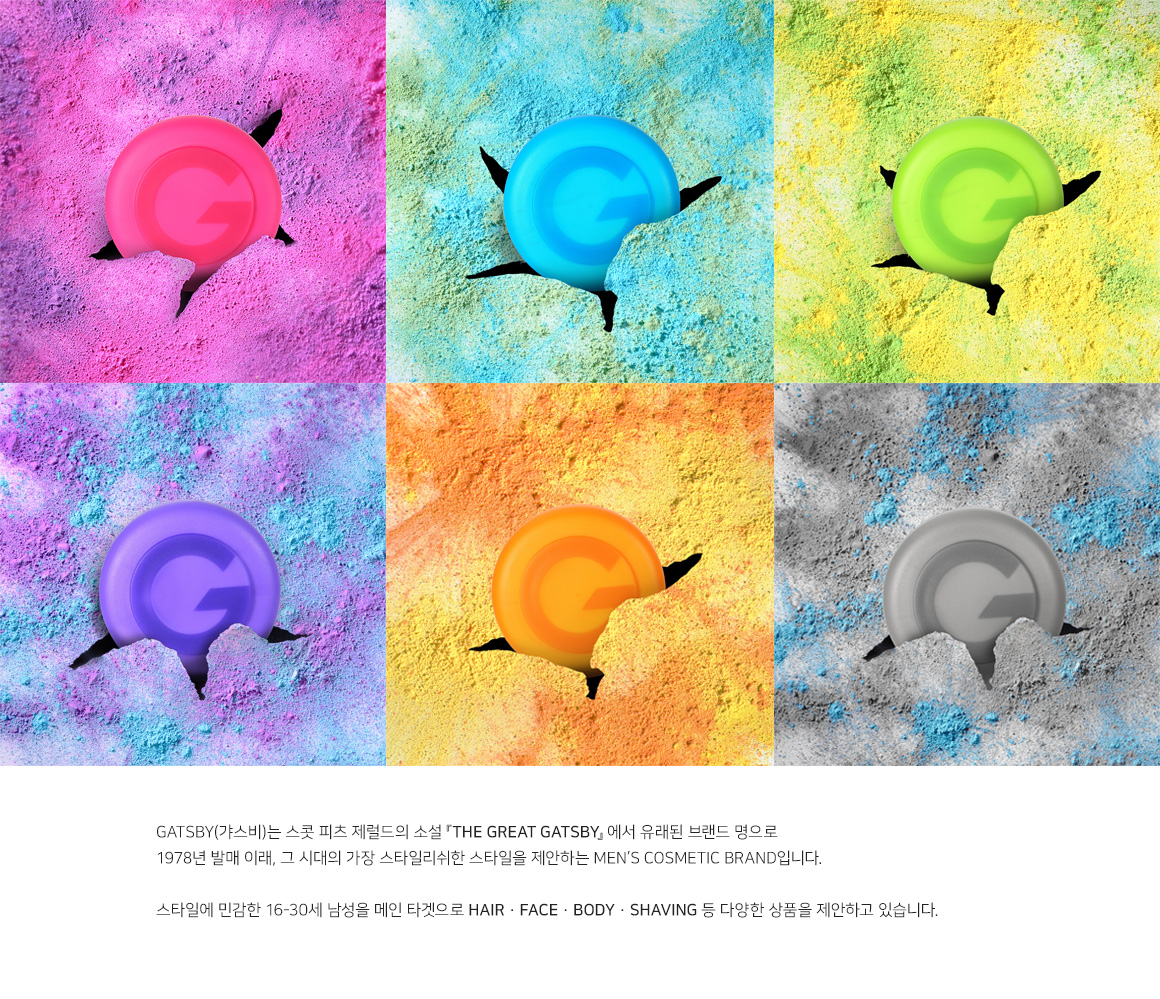 G
G
G
G
G
G
GATSBY(갸스비)는 스콧 피츠 제럴드의 소설 『THE GREAT GATSBY』 에서 유래된 브랜드 명으로
1978년 발매 이래, 그 시대의 가장 스타일리쉬한 스타일을 제안하는 MEN'S COSMETIC BRAND입니다.
스타일에 민감한 16-30세 남성을 메인 타겟으로 HAIR · FACE · BODY · SHAVING 등 다양한 상품을 제안하고 있습니다.